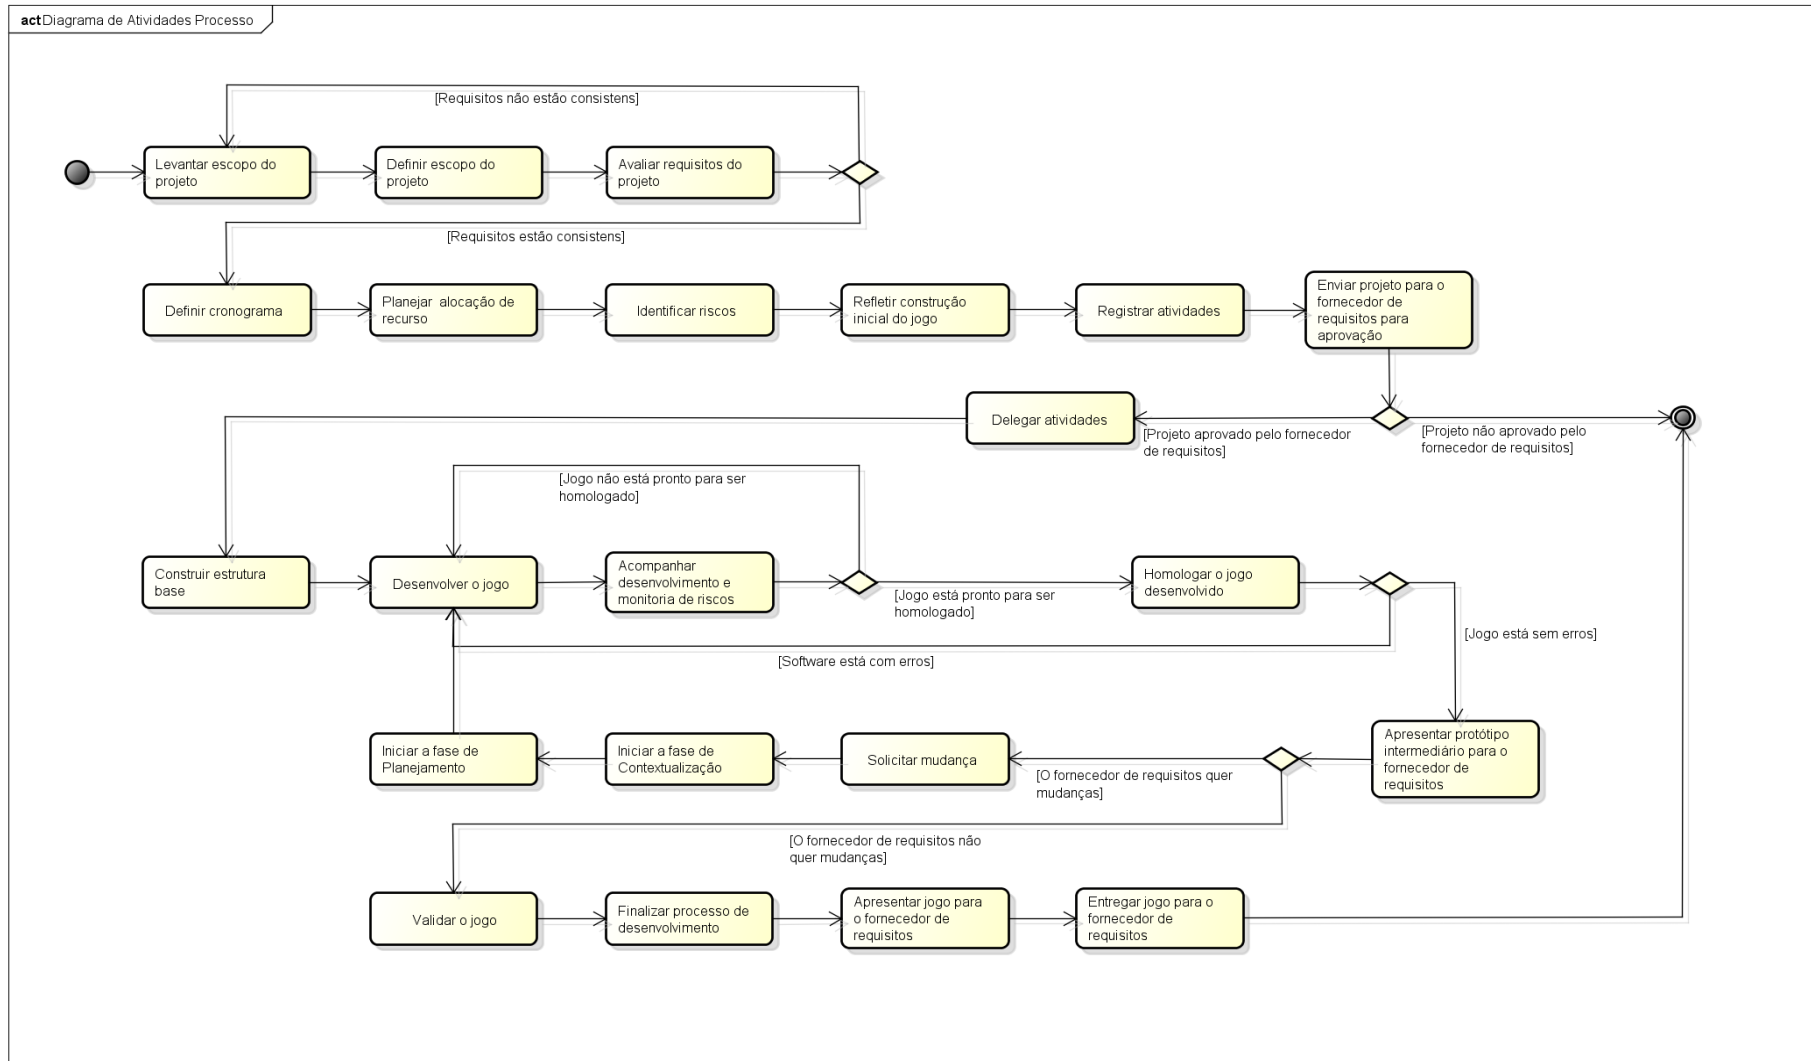 act Diagrama de Atividades Processo
[Requisitos não estão consistens]
Levantar escopo do
projeto
Definir escopo do
projeto
Avaliar requisitos do
projeto
[Requisitos estão consistens]
Definir cronograma
Planejar alocação de
recurso
Identificar riscos
Refletir construção
inicial do jogo
Registrar atividades
Enviar projeto para o
fornecedor de
requisitos para
aprovação
Delegar atividades
[Projeto aprovado pelo fornecedor
de requisitos]
[Projeto não aprovado pelo
fornecedor de requisitos]
[Jogo não está pronto para ser
homologado]
Construir estrutura
base
Desenvolver o jogo
Acompanhar
desenvolvimento e
monitoria de riscos
[Jogo está pronto para ser
homologado]
Homologar o jogo
desenvolvido
[Jogo está sem erros]
[Software está com erros]
Iniciar a fase de
Planejamento
Iniciar a fase de
Contextualização
Solicitar mudança
[O fornecedor de requisitos quer
mudanças]
Apresentar protótipo
intermediário para o
fornecedor de
requisitos
[O fornecedor de requisitos não
quer mudanças]
Validar o jogo
Finalizar processo de
desenvolvimento
Apresentar jogo para
o fornecedor de
requisitos
Entregar jogo para o
fornecedor de
requisitos